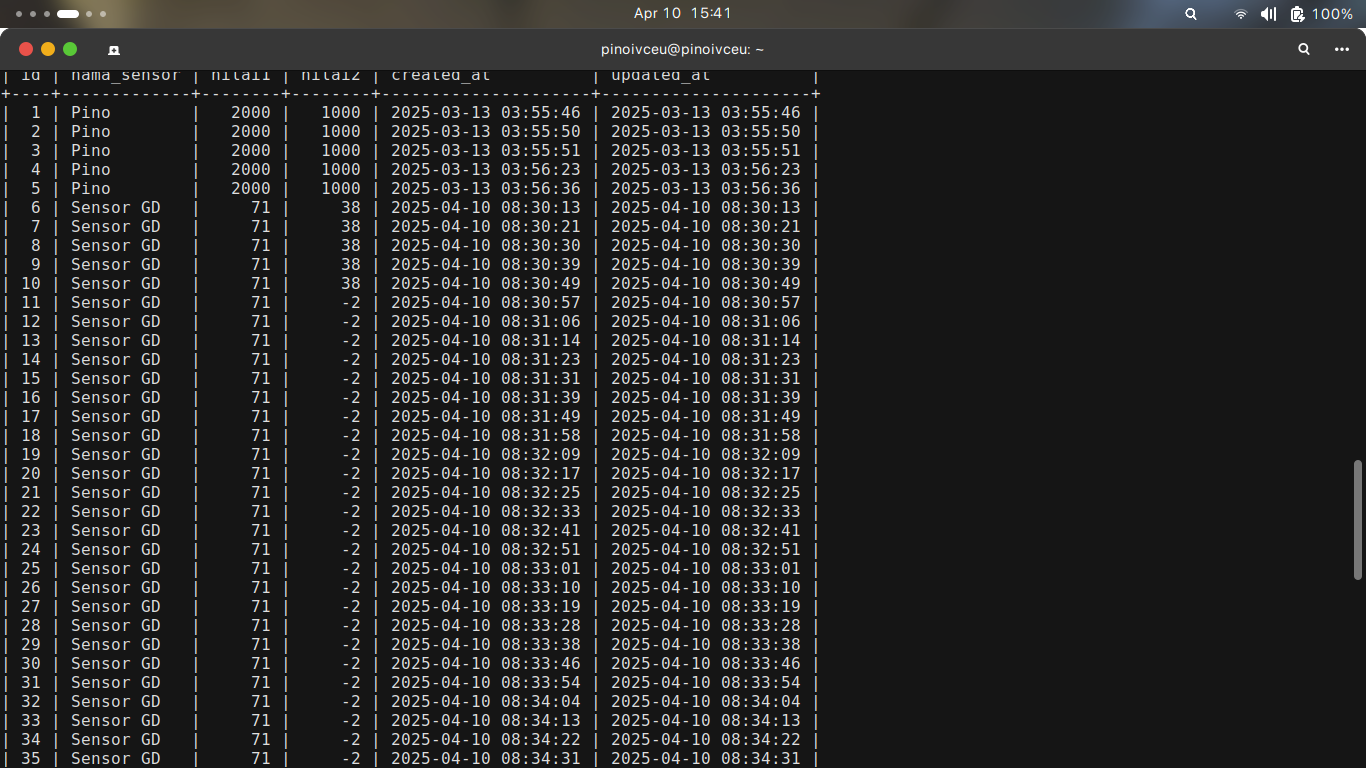 Apr 10 15:41
100%
pinoivceu@pinoivceu: ~
| id | nama_sensor | nilai1 | nilai2 | created_at          | updated_at          |
+----+-------------+--------+--------+---------------------+---------------------+
|  1 | Pino        |   2000 |   1000 | 2025-03-13 03:55:46 | 2025-03-13 03:55:46 |
|  2 | Pino        |   2000 |   1000 | 2025-03-13 03:55:50 | 2025-03-13 03:55:50 |
|  3 | Pino        |   2000 |   1000 | 2025-03-13 03:55:51 | 2025-03-13 03:55:51 |
|  4 | Pino        |   2000 |   1000 | 2025-03-13 03:56:23 | 2025-03-13 03:56:23 |
|  5 | Pino        |   2000 |   1000 | 2025-03-13 03:56:36 | 2025-03-13 03:56:36 |
|  6 | Sensor GD   |     71 |     38 | 2025-04-10 08:30:13 | 2025-04-10 08:30:13 |
|  7 | Sensor GD   |     71 |     38 | 2025-04-10 08:30:21 | 2025-04-10 08:30:21 |
|  8 | Sensor GD   |     71 |     38 | 2025-04-10 08:30:30 | 2025-04-10 08:30:30 |
|  9 | Sensor GD   |     71 |     38 | 2025-04-10 08:30:39 | 2025-04-10 08:30:39 |
| 10 | Sensor GD   |     71 |     38 | 2025-04-10 08:30:49 | 2025-04-10 08:30:49 |
| 11 | Sensor GD   |     71 |     -2 | 2025-04-10 08:30:57 | 2025-04-10 08:30:57 |
| 12 | Sensor GD   |     71 |     -2 | 2025-04-10 08:31:06 | 2025-04-10 08:31:06 |
| 13 | Sensor GD   |     71 |     -2 | 2025-04-10 08:31:14 | 2025-04-10 08:31:14 |
| 14 | Sensor GD   |     71 |     -2 | 2025-04-10 08:31:23 | 2025-04-10 08:31:23 |
| 15 | Sensor GD   |     71 |     -2 | 2025-04-10 08:31:31 | 2025-04-10 08:31:31 |
| 16 | Sensor GD   |     71 |     -2 | 2025-04-10 08:31:39 | 2025-04-10 08:31:39 |
| 17 | Sensor GD   |     71 |     -2 | 2025-04-10 08:31:49 | 2025-04-10 08:31:49 |
| 18 | Sensor GD   |     71 |     -2 | 2025-04-10 08:31:58 | 2025-04-10 08:31:58 |
| 19 | Sensor GD   |     71 |     -2 | 2025-04-10 08:32:09 | 2025-04-10 08:32:09 |
| 20 | Sensor GD   |     71 |     -2 | 2025-04-10 08:32:17 | 2025-04-10 08:32:17 |
| 21 | Sensor GD   |     71 |     -2 | 2025-04-10 08:32:25 | 2025-04-10 08:32:25 |
| 22 | Sensor GD   |     71 |     -2 | 2025-04-10 08:32:33 | 2025-04-10 08:32:33 |
| 23 | Sensor GD   |     71 |     -2 | 2025-04-10 08:32:41 | 2025-04-10 08:32:41 |
| 24 | Sensor GD   |     71 |     -2 | 2025-04-10 08:32:51 | 2025-04-10 08:32:51 |
| 25 | Sensor GD   |     71 |     -2 | 2025-04-10 08:33:01 | 2025-04-10 08:33:01 |
| 26 | Sensor GD   |     71 |     -2 | 2025-04-10 08:33:10 | 2025-04-10 08:33:10 |
| 27 | Sensor GD   |     71 |     -2 | 2025-04-10 08:33:19 | 2025-04-10 08:33:19 |
| 28 | Sensor GD   |     71 |     -2 | 2025-04-10 08:33:28 | 2025-04-10 08:33:28 |
| 29 | Sensor GD   |     71 |     -2 | 2025-04-10 08:33:38 | 2025-04-10 08:33:38 |
| 30 | Sensor GD   |     71 |     -2 | 2025-04-10 08:33:46 | 2025-04-10 08:33:46 |
| 31 | Sensor GD   |     71 |     -2 | 2025-04-10 08:33:54 | 2025-04-10 08:33:54 |
| 32 | Sensor GD   |     71 |     -2 | 2025-04-10 08:34:04 | 2025-04-10 08:34:04 |
| 33 | Sensor GD   |     71 |     -2 | 2025-04-10 08:34:13 | 2025-04-10 08:34:13 |
| 34 | Sensor GD   |     71 |     -2 | 2025-04-10 08:34:22 | 2025-04-10 08:34:22 |
| 35 | Sensor GD   |     71 |     -2 | 2025-04-10 08:34:31 | 2025-04-10 08:34:31 |